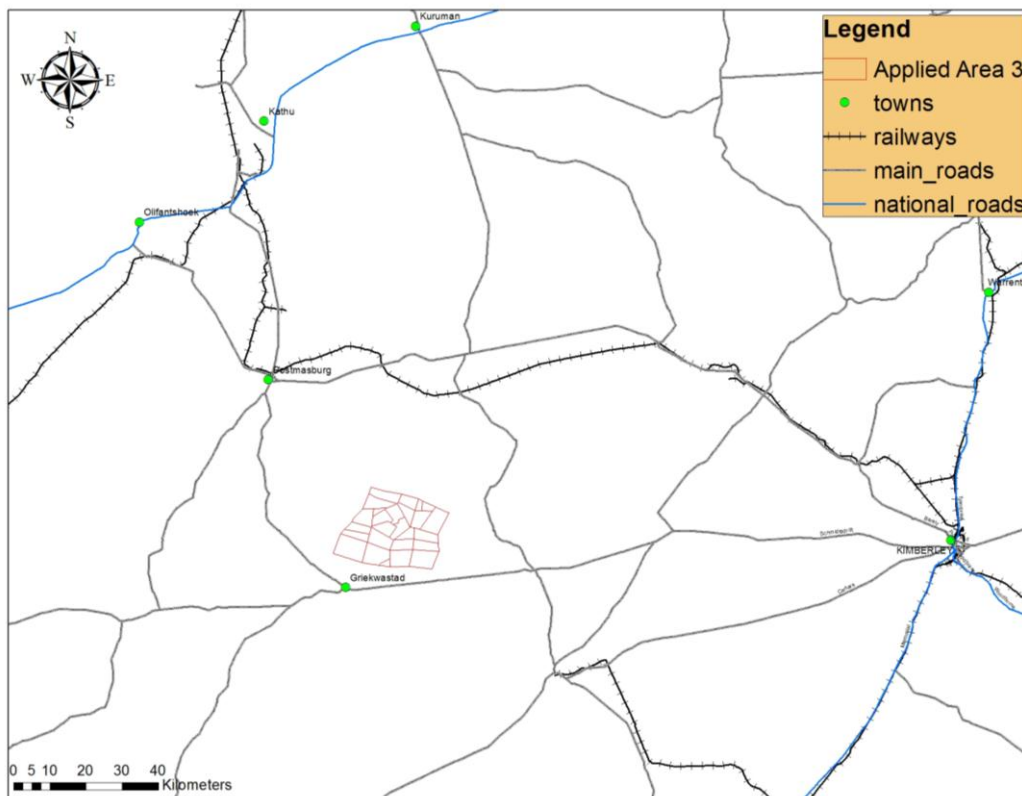 Kuruman
Legend
Applied Area 3
towns
railways
main_roads
national_roads
N
W E
S
Kathu
Olifantshoek
Warrent
Postmasburg
Griekwastad
KIMBERLEY
0 5 10 20 30 40
Kilometers